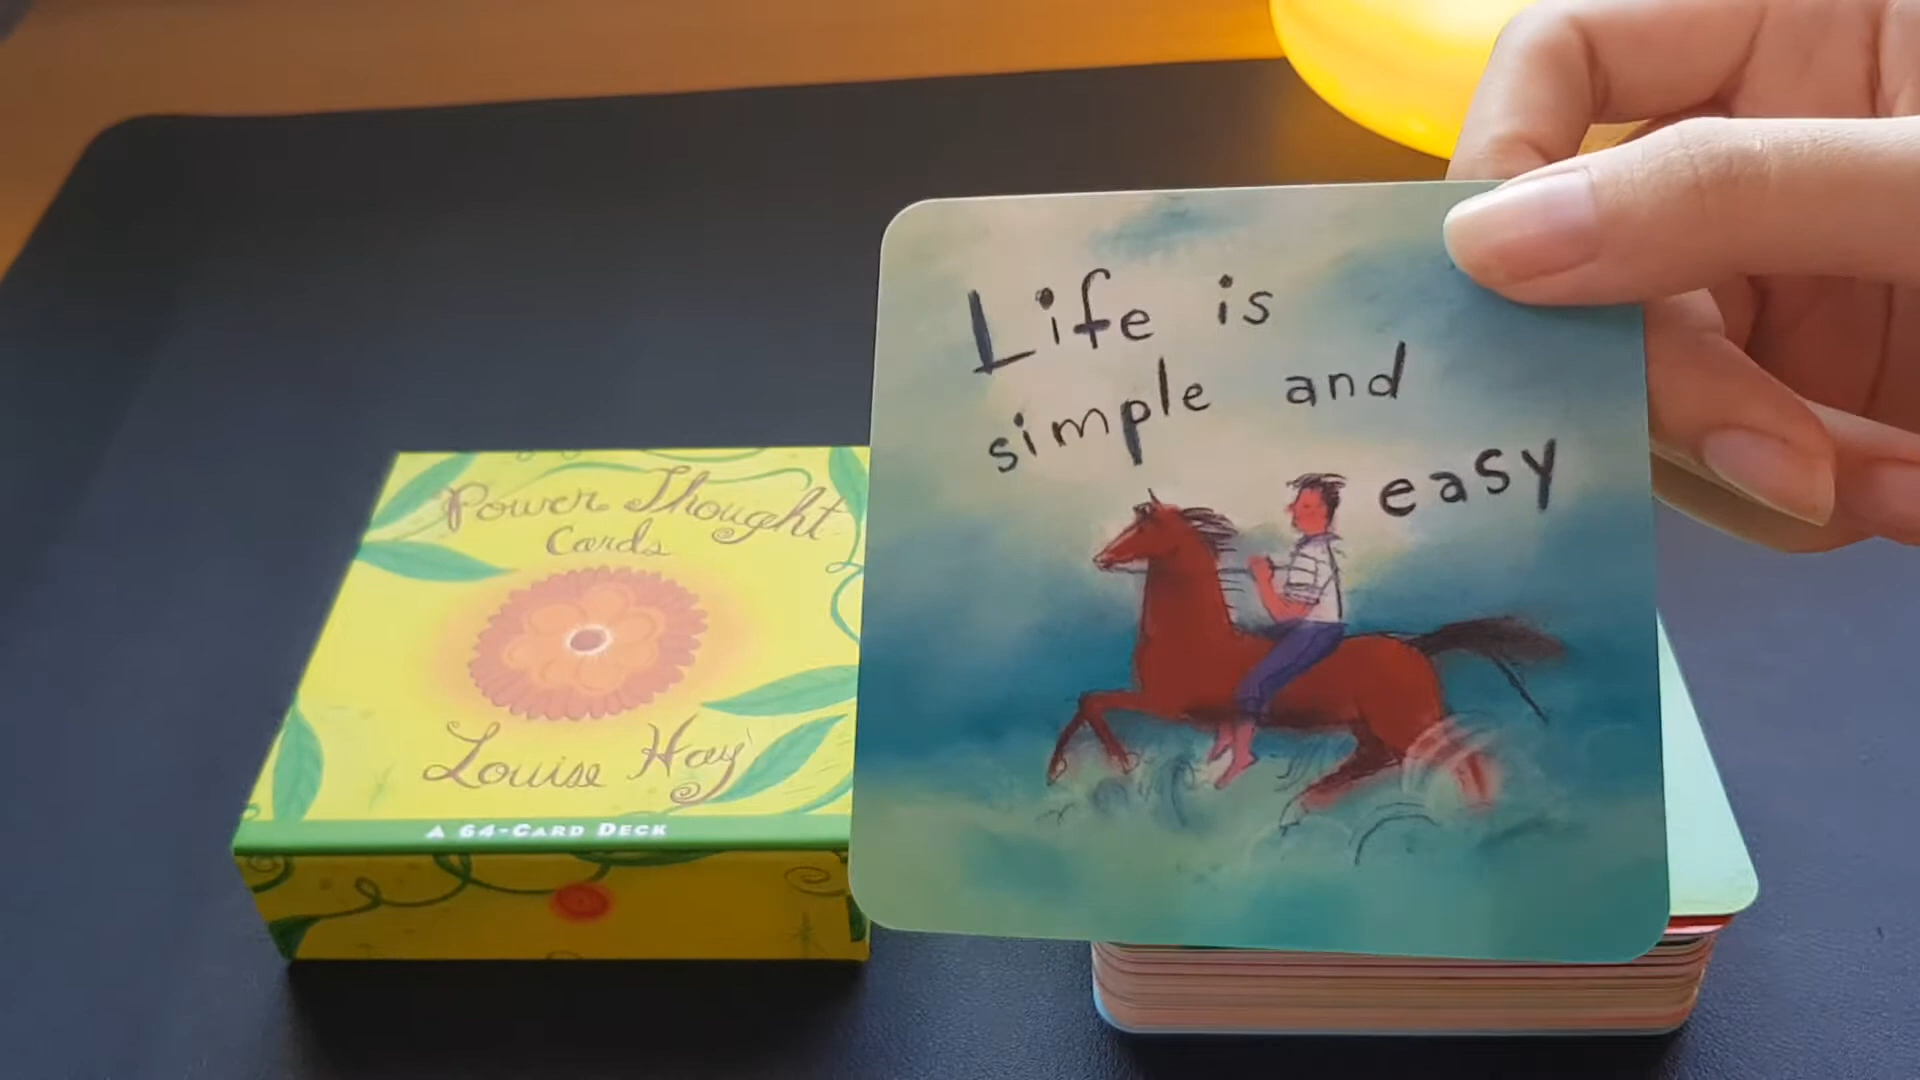 Life is
simple and
easy
Power Thought
Cards
Louise Hay
A 64-CARD DECK